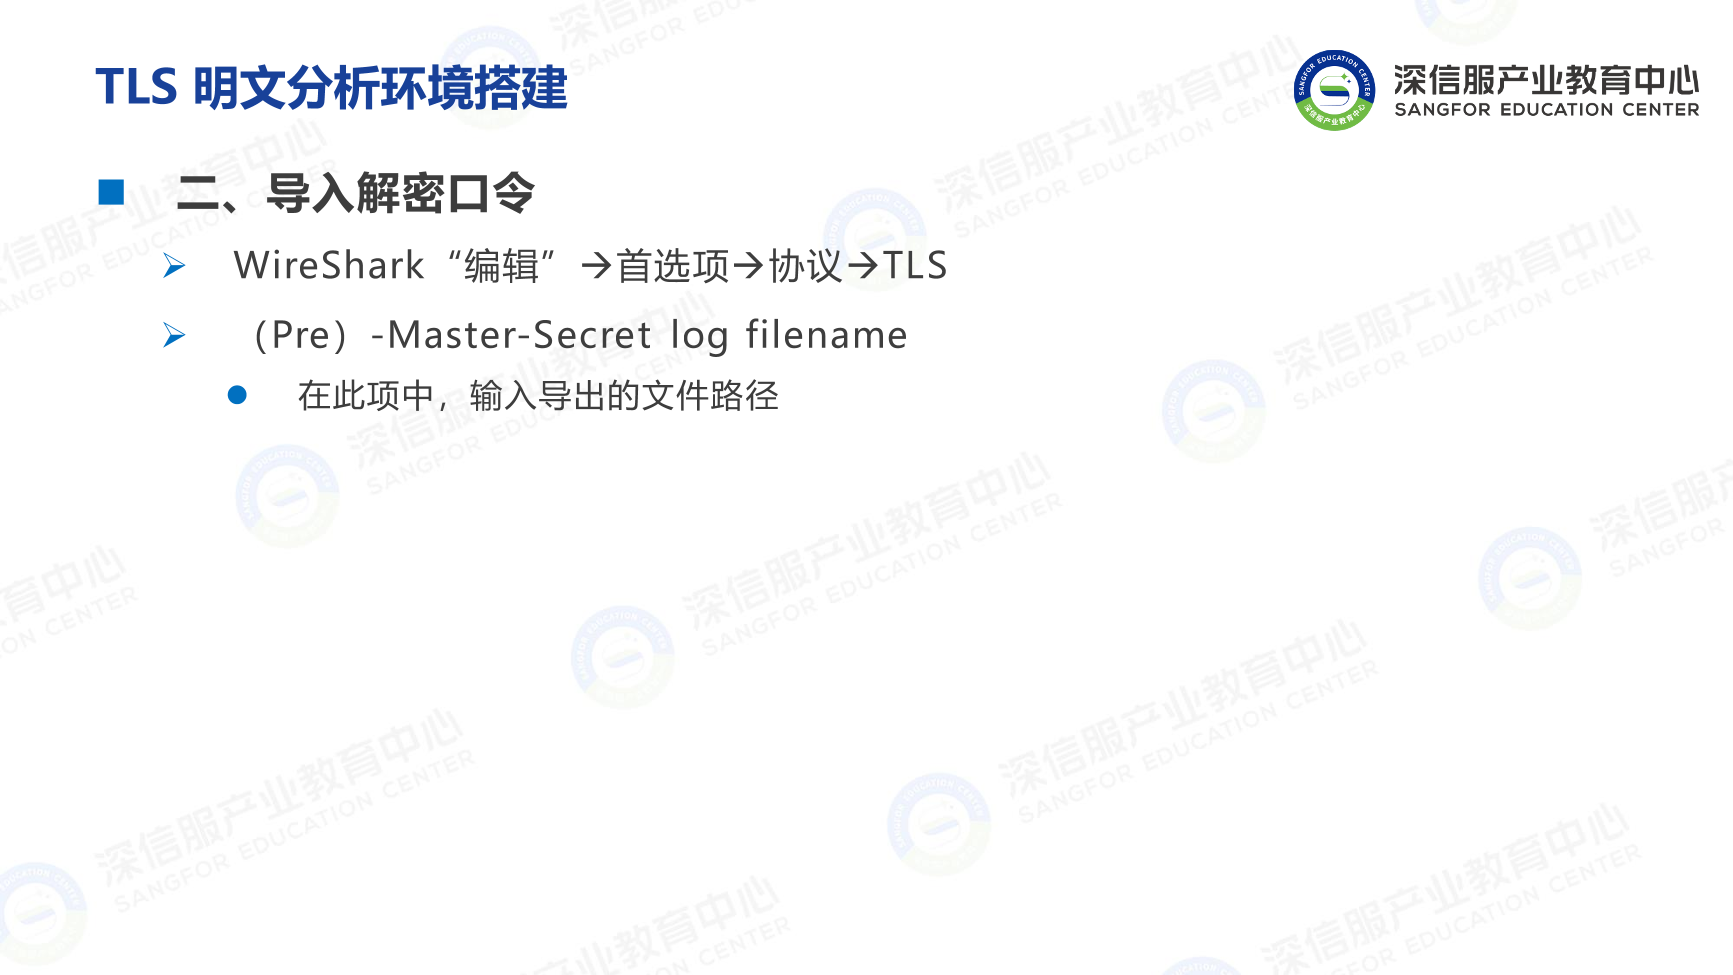 TLS 明文分析环境搭建
深信服产业教育中心
SANGFOR EDUCATION CENTER
二、导入解密口令
WireShark“编辑”→首选项→协议→TLS
（Pre）-Master-Secret log filename
在此项中，输入导出的文件路径